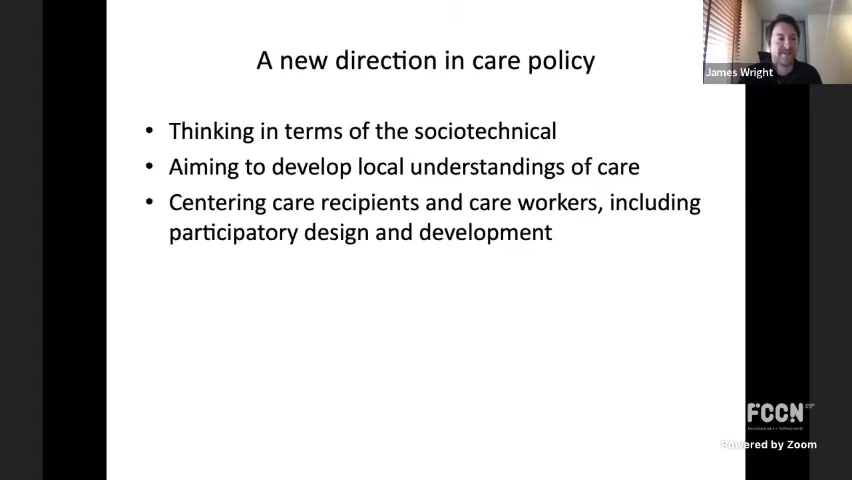 A new direction in care policy
James Wright
• Thinking in terms of the sociotechnical
• Aiming to develop local understandings of care
• Centering care recipients and care workers, including
participatory design and development
FCCN
Powered by Zoom